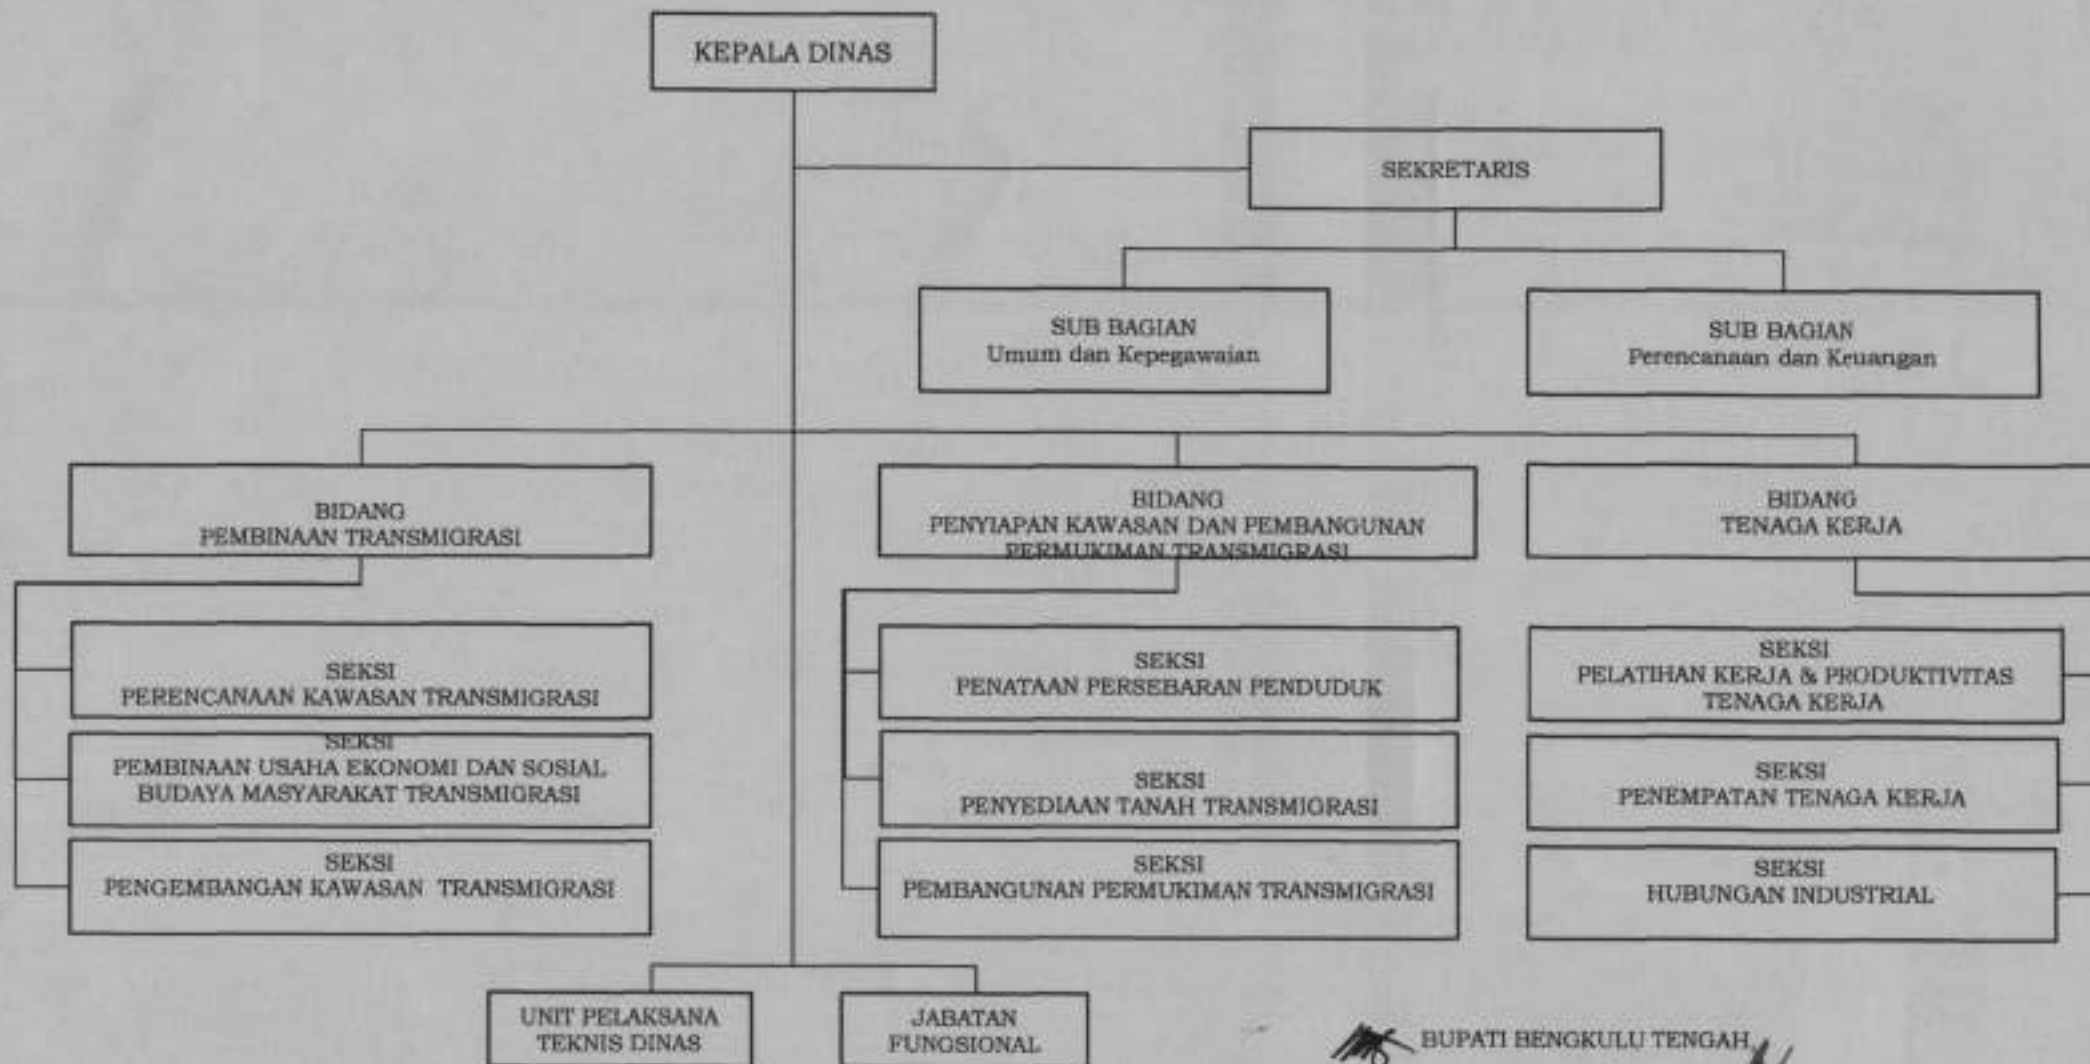 KEPALA DINAS
SEKRETARIS
SUB BAGIAN
Umum dan Kepegawaian
SUB BAGIAN
Perencanaan dan Keuangan
BIDANG
PEMBINAAN TRANSMIGRASI
BIDANG
PENYIAPAN KAWASAN DAN PEMBANGUNAN
PERMUKIMAN TRANSMIGRASI
BIDANG
TENAGA KERJA
SEKSI
PERENCANAAN KAWASAN TRANSMIGRASI
SEKSI
PEMBINAAN USAHA EKONOMI DAN SOSIAL
BUDAYA MASYARAKAT TRANSMIGRASI
SEKSI
PENGEMBANGAN KAWASAN TRANSMIGRASI
SEKSI
PENATAAN PERSEBARAN PENDUDUK
SEKSI
PENYEDIAAN TANAH TRANSMIGRASI
SEKSI
PEMBANGUNAN PERMUKIMAN TRANSMIGRASI
SEKSI
PELATIHAN KERJA & PRODUKTIVITAS
TENAGA KERJA
SEKSI
PENEMPATAN TENAGA KERJA
SEKSI
HUBUNGAN INDUSTRIAL
UNIT PELAKSANA
TEKNIS DINAS
JABATAN
FUNGSIONAL
BUPATI BENGKULU TENGAH,